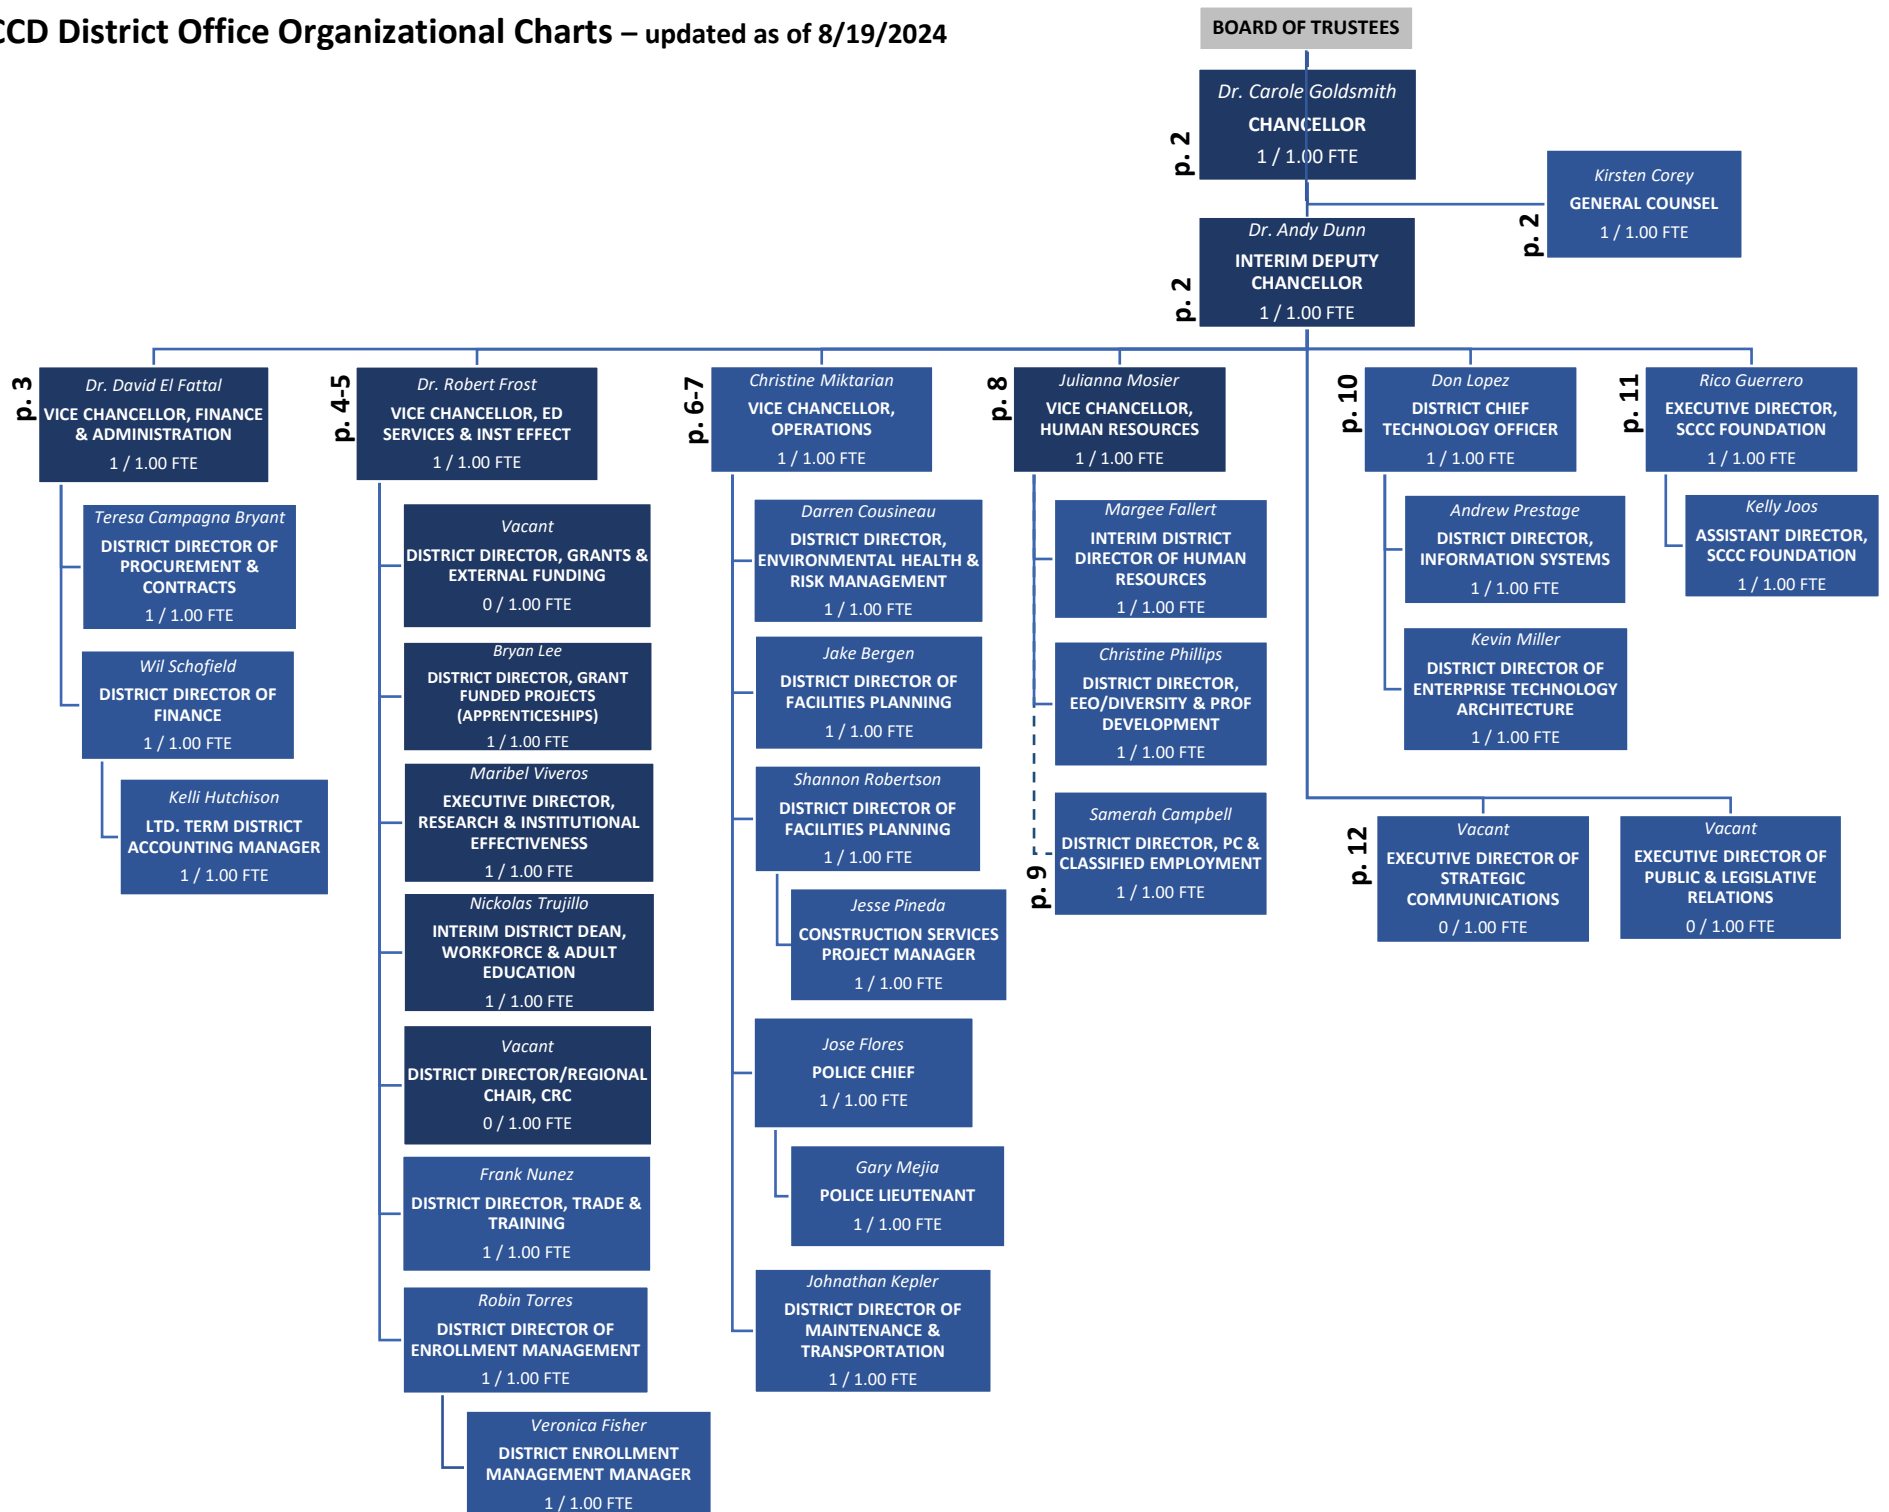 CCD District Office Organizational Charts – updated as of 8/19/2024
BOARD OF TRUSTEES
p. 2
Dr. Carole Goldsmith
CHANCELLOR
1 / 1.00 FTE
p. 2
Kirsten Corey
GENERAL COUNSEL
1 / 1.00 FTE
p. 2
Dr. Andy Dunn
INTERIM DEPUTY
CHANCELLOR
1 / 1.00 FTE
p. 3
Dr. David El Fattal
VICE CHANCELLOR, FINANCE
& ADMINISTRATION
1 / 1.00 FTE
Teresa Campagna Bryant
DISTRICT DIRECTOR OF
PROCUREMENT &
CONTRACTS
1 / 1.00 FTE
Wil Schofield
DISTRICT DIRECTOR OF
FINANCE
1 / 1.00 FTE
Kelli Hutchison
LTD. TERM DISTRICT
ACCOUNTING MANAGER
1 / 1.00 FTE
p. 4-5
Dr. Robert Frost
VICE CHANCELLOR, ED
SERVICES & INST EFFECT
1 / 1.00 FTE
Vacant
DISTRICT DIRECTOR, GRANTS &
EXTERNAL FUNDING
0 / 1.00 FTE
Bryan Lee
DISTRICT DIRECTOR, GRANT
FUNDED PROJECTS
(APPRENTICESHIPS)
1 / 1.00 FTE
Maribel Viveros
EXECUTIVE DIRECTOR,
RESEARCH & INSTITUTIONAL
EFFECTIVENESS
1 / 1.00 FTE
Nickolas Trujillo
INTERIM DISTRICT DEAN,
WORKFORCE & ADULT
EDUCATION
1 / 1.00 FTE
Vacant
DISTRICT DIRECTOR/REGIONAL
CHAIR, CRC
0 / 1.00 FTE
Frank Nunez
DISTRICT DIRECTOR, TRADE &
TRAINING
1 / 1.00 FTE
Robin Torres
DISTRICT DIRECTOR OF
ENROLLMENT MANAGEMENT
1 / 1.00 FTE
Veronica Fisher
DISTRICT ENROLLMENT
MANAGEMENT MANAGER
1 / 1.00 FTE
p. 6-7
Christine Miktarian
VICE CHANCELLOR,
OPERATIONS
1 / 1.00 FTE
Darren Cousineau
DISTRICT DIRECTOR,
ENVIRONMENTAL HEALTH &
RISK MANAGEMENT
1 / 1.00 FTE
Jake Bergen
DISTRICT DIRECTOR OF
FACILITIES PLANNING
1 / 1.00 FTE
Shannon Robertson
DISTRICT DIRECTOR OF
FACILITIES PLANNING
1 / 1.00 FTE
Jesse Pineda
CONSTRUCTION SERVICES
PROJECT MANAGER
1 / 1.00 FTE
Jose Flores
POLICE CHIEF
1 / 1.00 FTE
Gary Mejia
POLICE LIEUTENANT
1 / 1.00 FTE
Johnathan Kepler
DISTRICT DIRECTOR OF
MAINTENANCE &
TRANSPORTATION
1 / 1.00 FTE
p. 8
Julianna Mosier
VICE CHANCELLOR,
HUMAN RESOURCES
1 / 1.00 FTE
Margee Fallert
INTERIM DISTRICT
DIRECTOR OF HUMAN
RESOURCES
1 / 1.00 FTE
Christine Phillips
DISTRICT DIRECTOR,
EEO/DIVERSITY & PROF
DEVELOPMENT
1 / 1.00 FTE
p. 9
Samerah Campbell
DISTRICT DIRECTOR, PC &
CLASSIFIED EMPLOYMENT
1 / 1.00 FTE
p. 10
Don Lopez
DISTRICT CHIEF
TECHNOLOGY OFFICER
1 / 1.00 FTE
Andrew Prestage
DISTRICT DIRECTOR,
INFORMATION SYSTEMS
1 / 1.00 FTE
Kevin Miller
DISTRICT DIRECTOR OF
ENTERPRISE TECHNOLOGY
ARCHITECTURE
1 / 1.00 FTE
p. 11
Rico Guerrero
EXECUTIVE DIRECTOR,
SCCC FOUNDATION
1 / 1.00 FTE
Kelly Joos
ASSISTANT DIRECTOR,
SCCC FOUNDATION
1 / 1.00 FTE
p. 12
Vacant
EXECUTIVE DIRECTOR OF
STRATEGIC
COMMUNICATIONS
0 / 1.00 FTE
Vacant
EXECUTIVE DIRECTOR OF
PUBLIC & LEGISLATIVE
RELATIONS
0 / 1.00 FTE